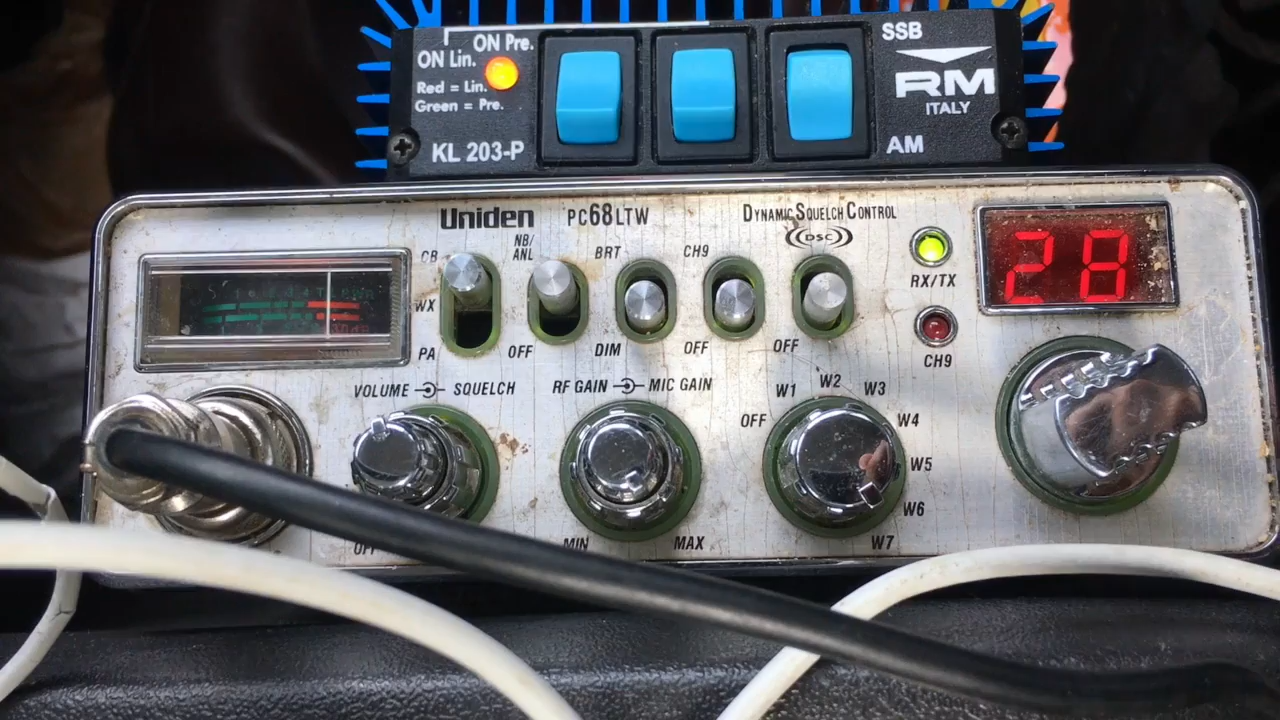 ON Pre.
ON Lin.
Red = Lin.
Green = Pre.
KL 203-P
SSB
RM
ITALY
AM
Uniden
PC68LTW
DYNAMIC SQUELCH CONTROL
DSC
CB
NB/
ANL
BRT
CH9
WX
PA
OFF
DIM
OFF
OFF
RX/TX
CH9
28
VOLUME
SQUELCH
RF GAIN
MIC GAIN
OFF
W1
W2
W3
W4
W5
W6
W7
OFF
MIN
MAX